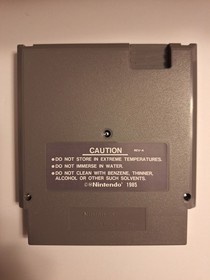 CAUTION
• DO NOT STORE IN EXTREME TEMPERATURES.
• DO NOT IMMERSE IN WATER.
• DO NOT CLEAN WITH BENZENE, THINNER,
ALCOHOL OR OTHER SUCH SOLVENTS.
©®Nintendo® 1985